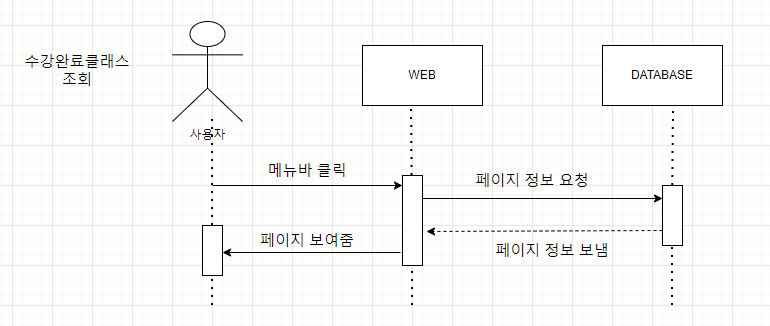 수강완료클래스
조회
WEB
DATABASE
사용자
메뉴바 클릭
페이지 정보 요청
페이지 보여줌
페이지 정보 보냄